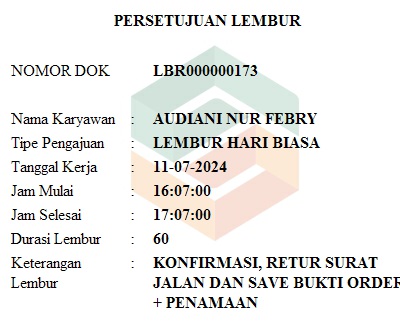 PERSETUJUAN LEMBUR
NOMOR DOK LBR000000173
Nama Karyawan : AUDIANI NUR FEBRY
Tipe Pengajuan : LEMBUR HARI BIASA
Tanggal Kerja : 11-07-2024
Jam Mulai : 16:07:00
Jam Selesai : 17:07:00
Durasi Lembur : 60
Keterangan : KONFIRMASI, RETUR SURAT
Lembur JALAN DAN SAVE BUKTI ORDER
+ PENAMAAN